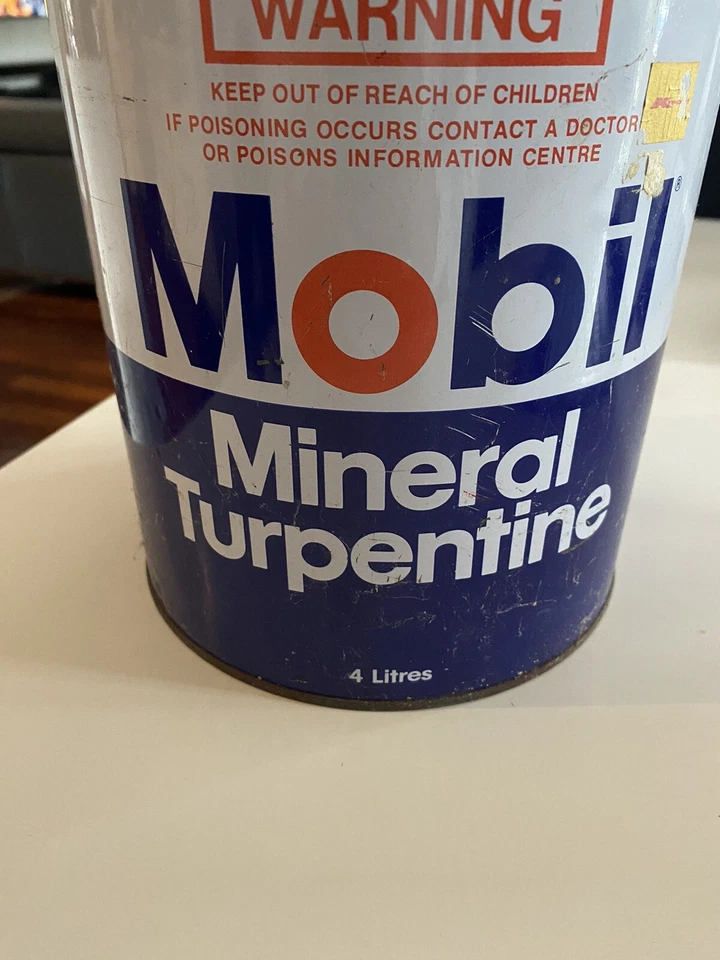 WARNING
KEEP OUT OF REACH OF CHILDREN
IF POISONING OCCURS CONTACT A DOCTOR
OR POISONS INFORMATION CENTRE
Mobil®
Mineral
Turpentine
4 Litres